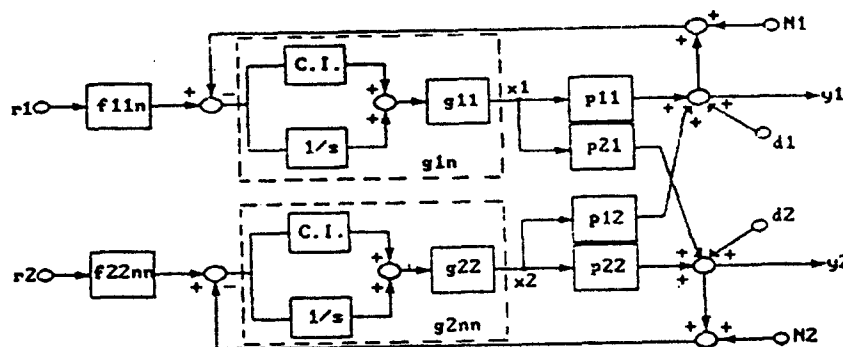 N1
C.I.
r1 f11n g11 x1 p11 y1
1/s p21 d1
g1n
p12 d2
C.I.
r2 f22nn g22 x2 p22 y2
1/s
g2nn N2